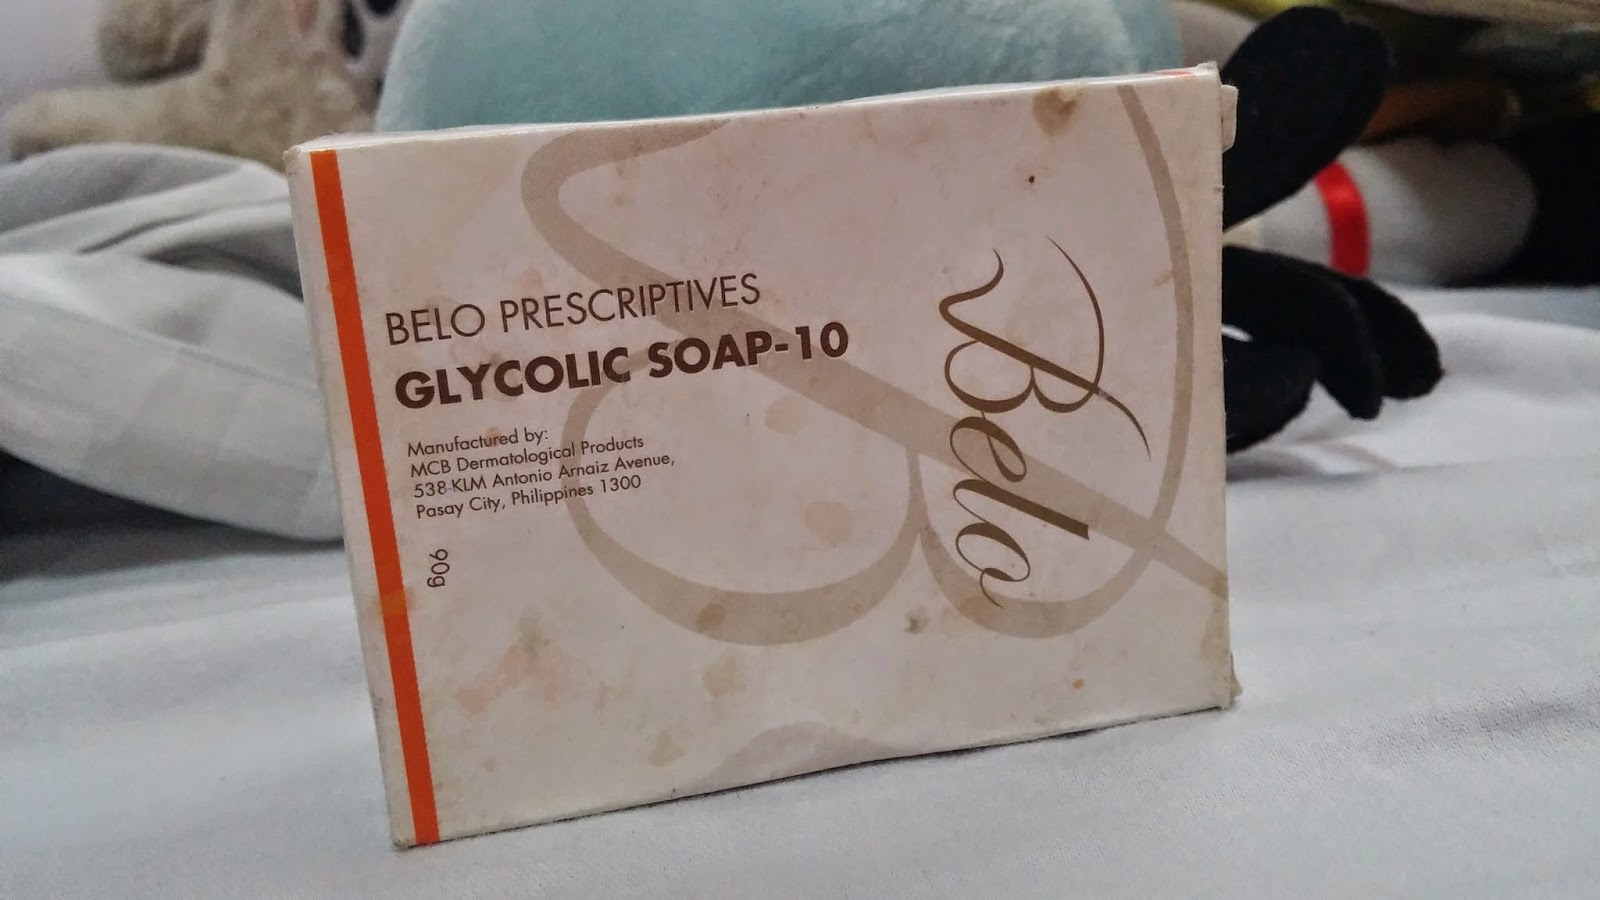 BELO PRESCRIPTIVES
GLYCOLIC SOAP-10
Manufactured by:
MCB Dermatological Products
538 KLM Antonio Arnaiz Avenue,
Pasay City, Philippines 1300
90g
Belo